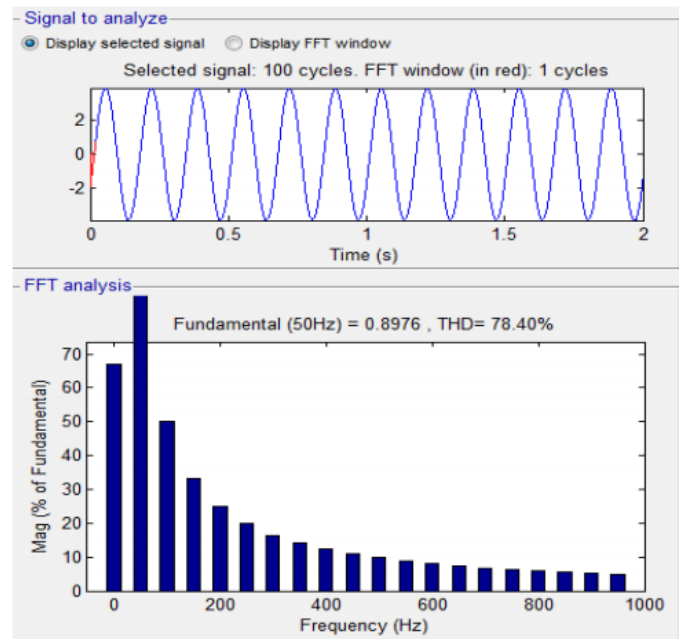 Signal to analyze
Display selected signal Display FFT window
Selected signal: 100 cycles. FFT window (in red): 1 cycles
2
0
-2
0 0.5 1 1.5 2
Time (s)
FFT analysis
Fundamental (50Hz) = 0.8976 , THD= 78.40%
70
60
50
40
30
20
10
0
Mag (% of Fundamental)
0 200 400 600 800 1000
Frequency (Hz)